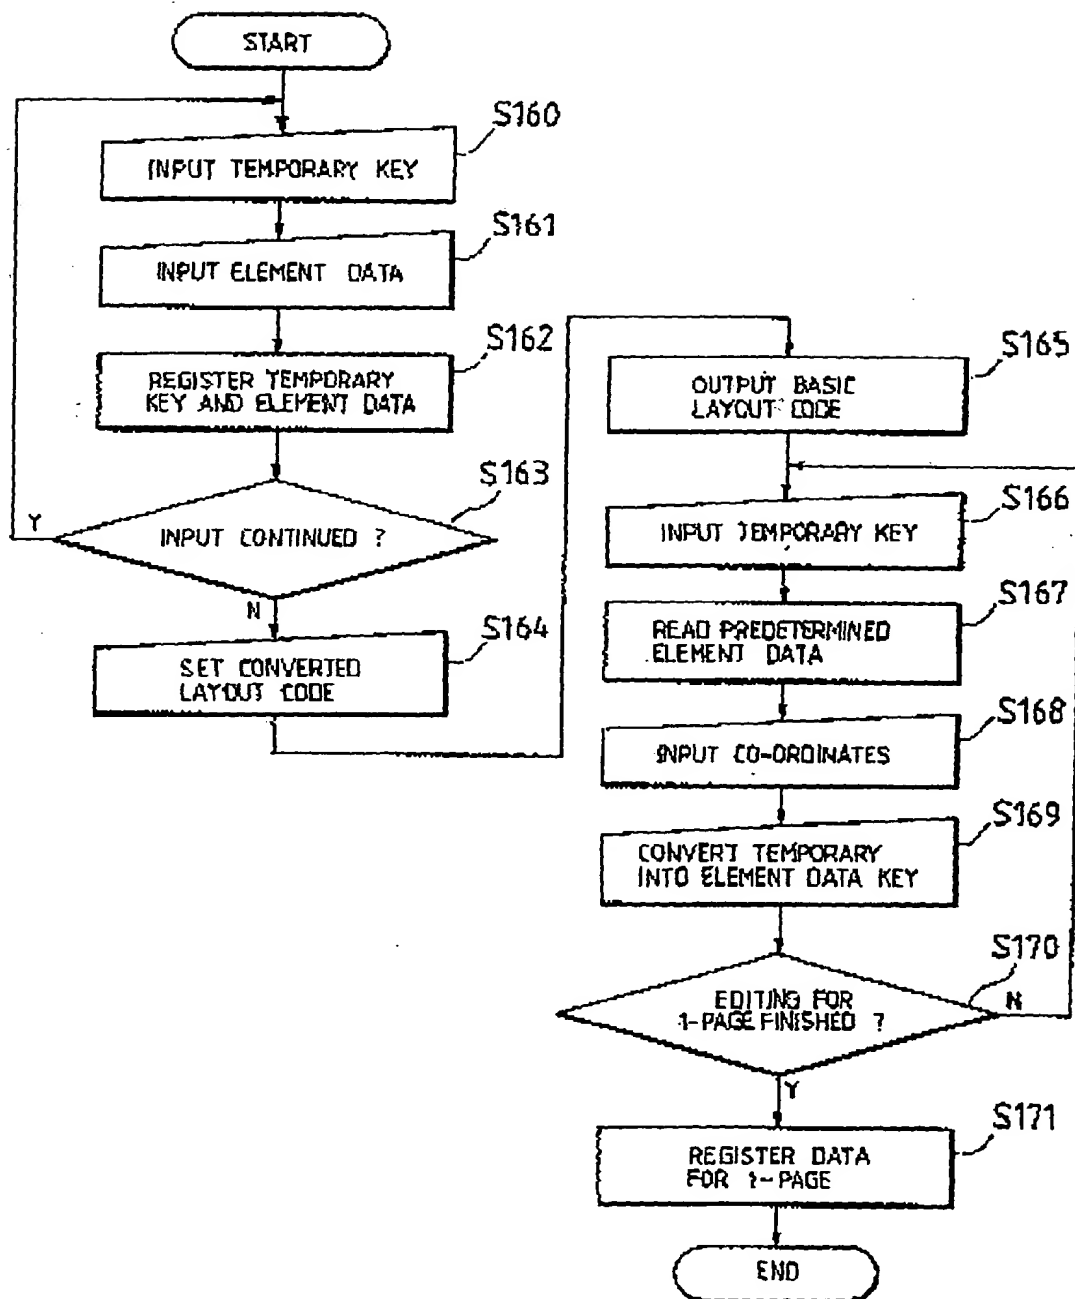 START
S160
INPUT TEMPORARY KEY
S161
INPUT ELEMENT DATA
S162
REGISTER TEMPORARY
KEY AND ELEMENT DATA
S163
Y
INPUT CONTINUED ?
N
S164
SET CONVERTED
LAYOUT CODE
S165
OUTPUT BASIC
LAYOUT CODE
S166
INPUT TEMPORARY KEY
S167
READ PREDETERMINED
ELEMENT DATA
S168
INPUT CO-ORDINATES
S169
CONVERT TEMPORARY
INTO ELEMENT DATA KEY
S170
EDITING FOR
1-PAGE FINISHED ?
N
Y
S171
REGISTER DATA
FOR 1-PAGE
END